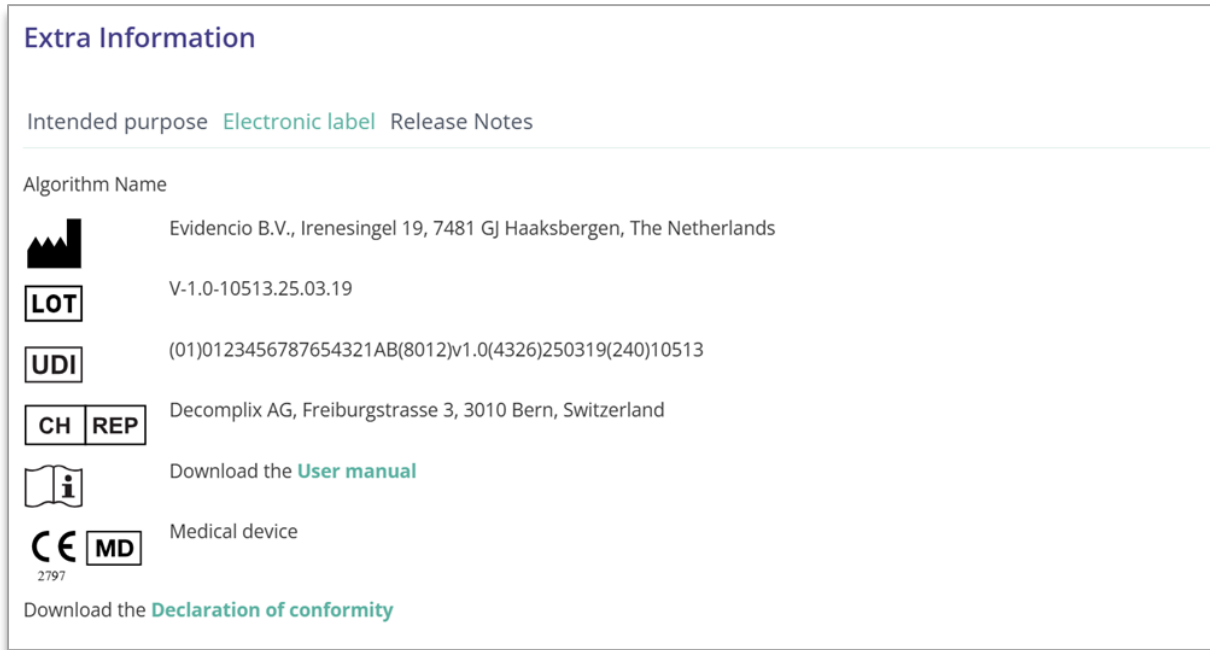 Extra Information
Intended purpose Electronic label Release Notes
Algorithm Name
Evidencio B.V., Irenesingel 19, 7481 GJ Haaksbergen, The Netherlands
LOT V-1.0-10513.25.03.19
UDI (01)0123456787654321AB(8012)v1.0(4326)250319(240)10513
CH REP Decomplix AG, Freiburgstrasse 3, 3010 Bern, Switzerland
i Download the User manual
CE MD Medical device
2797
Download the Declaration of conformity